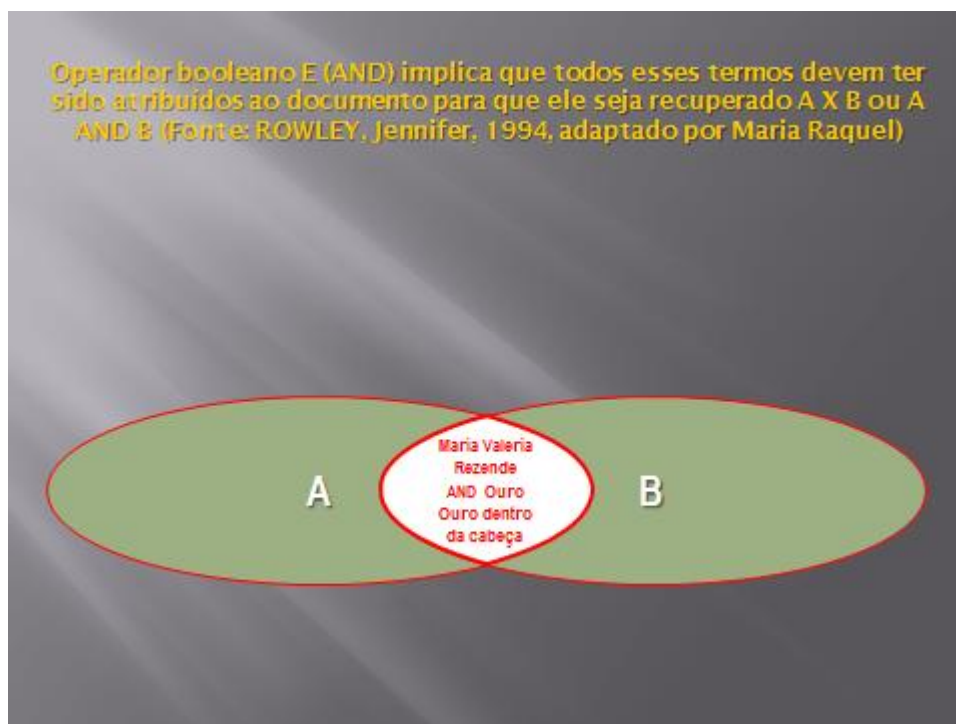 Operador booleano E (AND) implica que todos esses termos devem ter
sido atribuídos ao documento para que ele seja recuperado A X B ou A
AND B (Fonte: ROWLEY, Jennifer, 1994, adaptado por Maria Raquel)
A
Maria Valeria
Rezende
AND Ouro
Ouro dentro
da cabeça
B